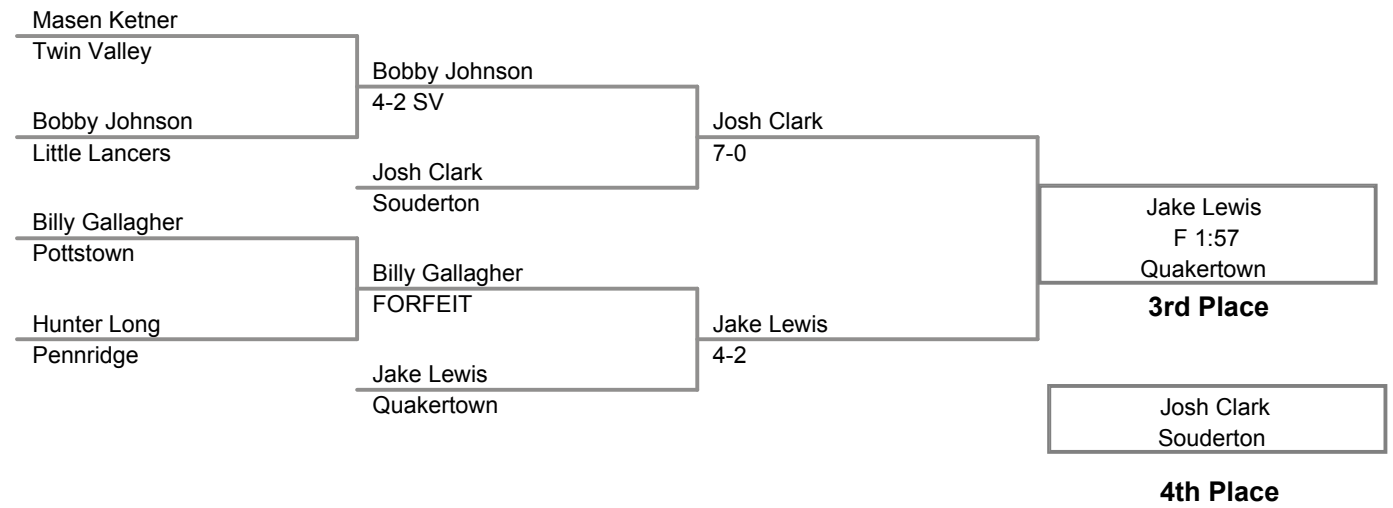 Masen Ketner
Twin Valley
Bobby Johnson
4-2 SV
Bobby Johnson
Little Lancers
Josh Clark
7-0
Josh Clark
Souderton
Billy Gallagher
Pottstown
Jake Lewis
F 1:57
Quakertown
3rd Place
Billy Gallagher
FORFEIT
Hunter Long
Pennridge
Jake Lewis
4-2
Jake Lewis
Quakertown
Josh Clark
Souderton
4th Place